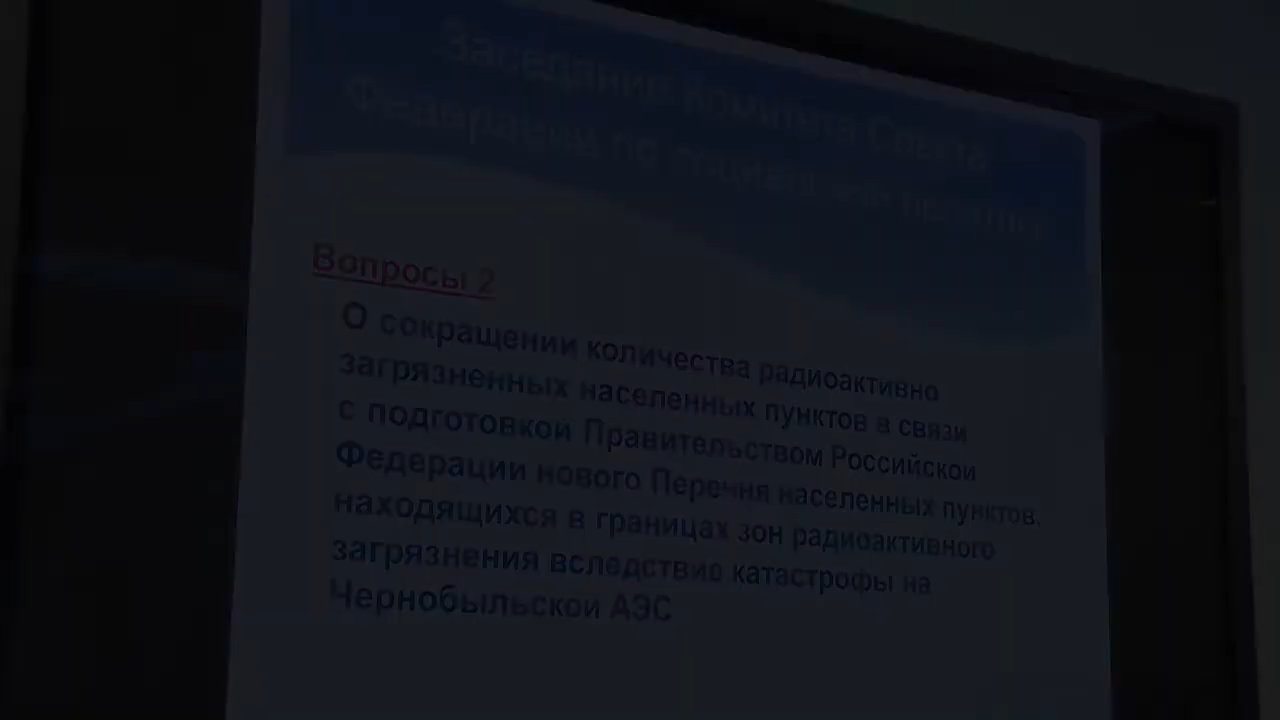 Заседание Комитета Совета
Федерации по социальной политике
Вопросы 2
О сокращении количества радиоактивно
загрязненных населенных пунктов в связи
с подготовкой Правительством Российской
Федерации нового Перечня населенных пунктов,
находящихся в границах зон радиоактивного
загрязнения вследствие катастрофы на
Чернобыльской АЭС